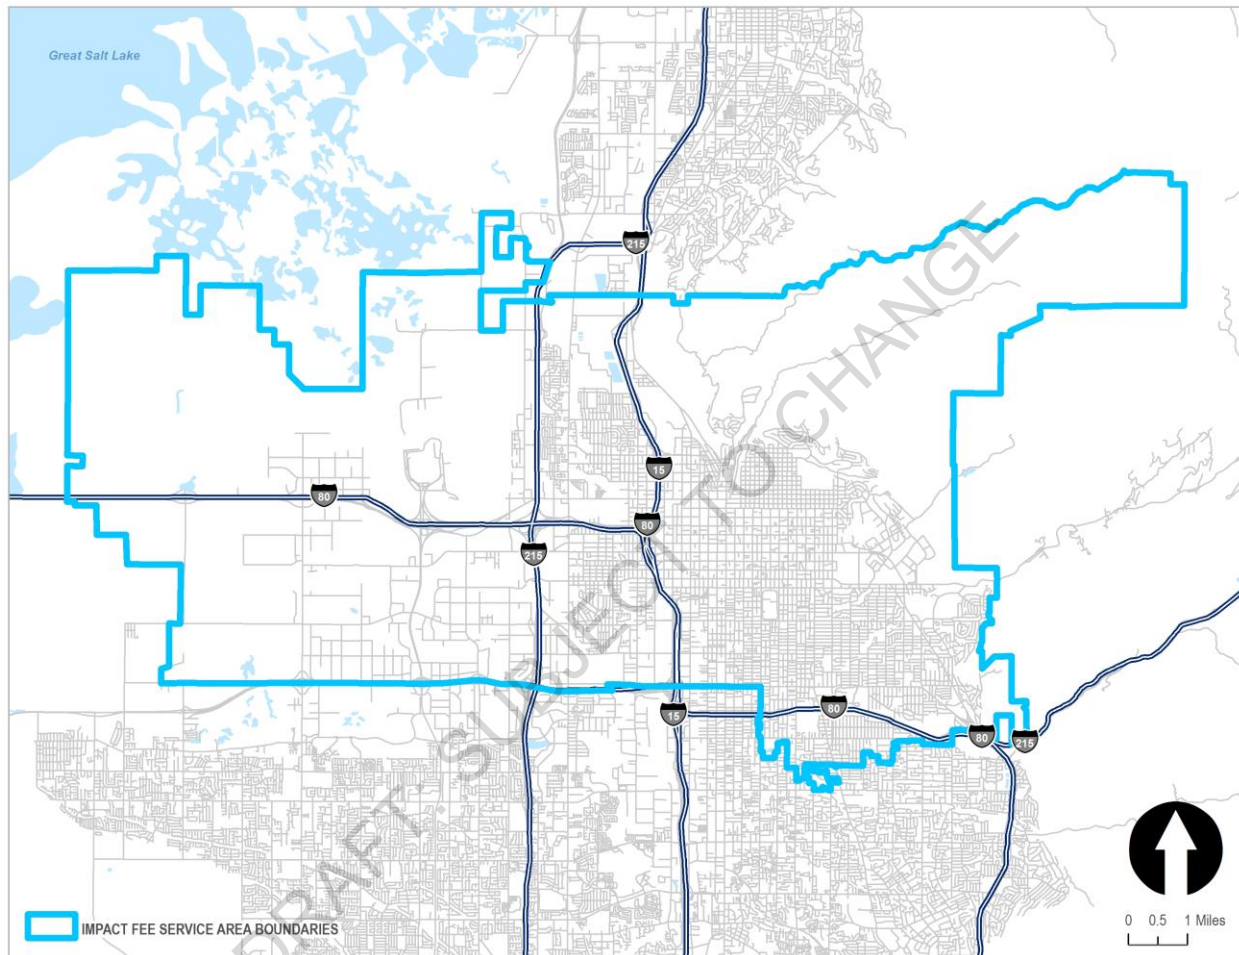 Great Salt Lake
215
15
80
80
215
80
15
80
215
DRAFT: SUBJECT TO CHANGE
IMPACT FEE SERVICE AREA BOUNDARIES
0 0.5 1 Miles